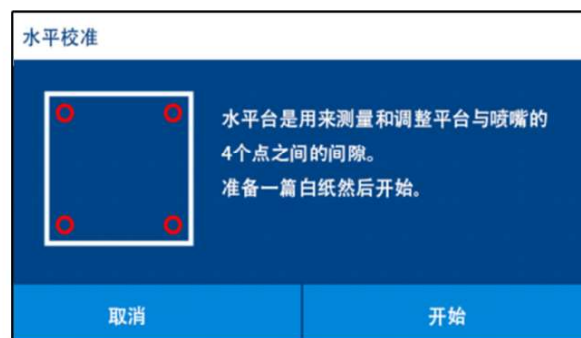 水平校准
水平台是用来测量和调整平台与喷嘴的
4个点之间的间隙。
准备一篇白纸然后开始。
取消
开始